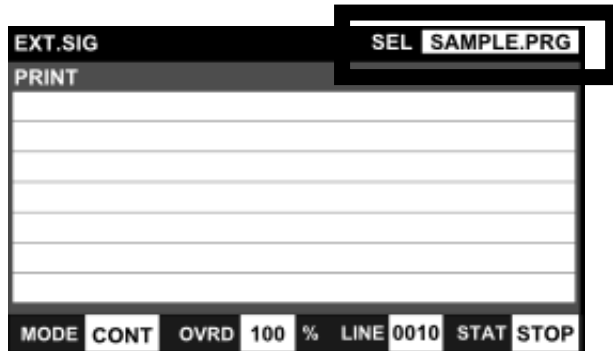 EXT.SIG SEL SAMPLE.PRG
PRINT
MODE CONT OVRD 100 % LINE 0010 STAT STOP